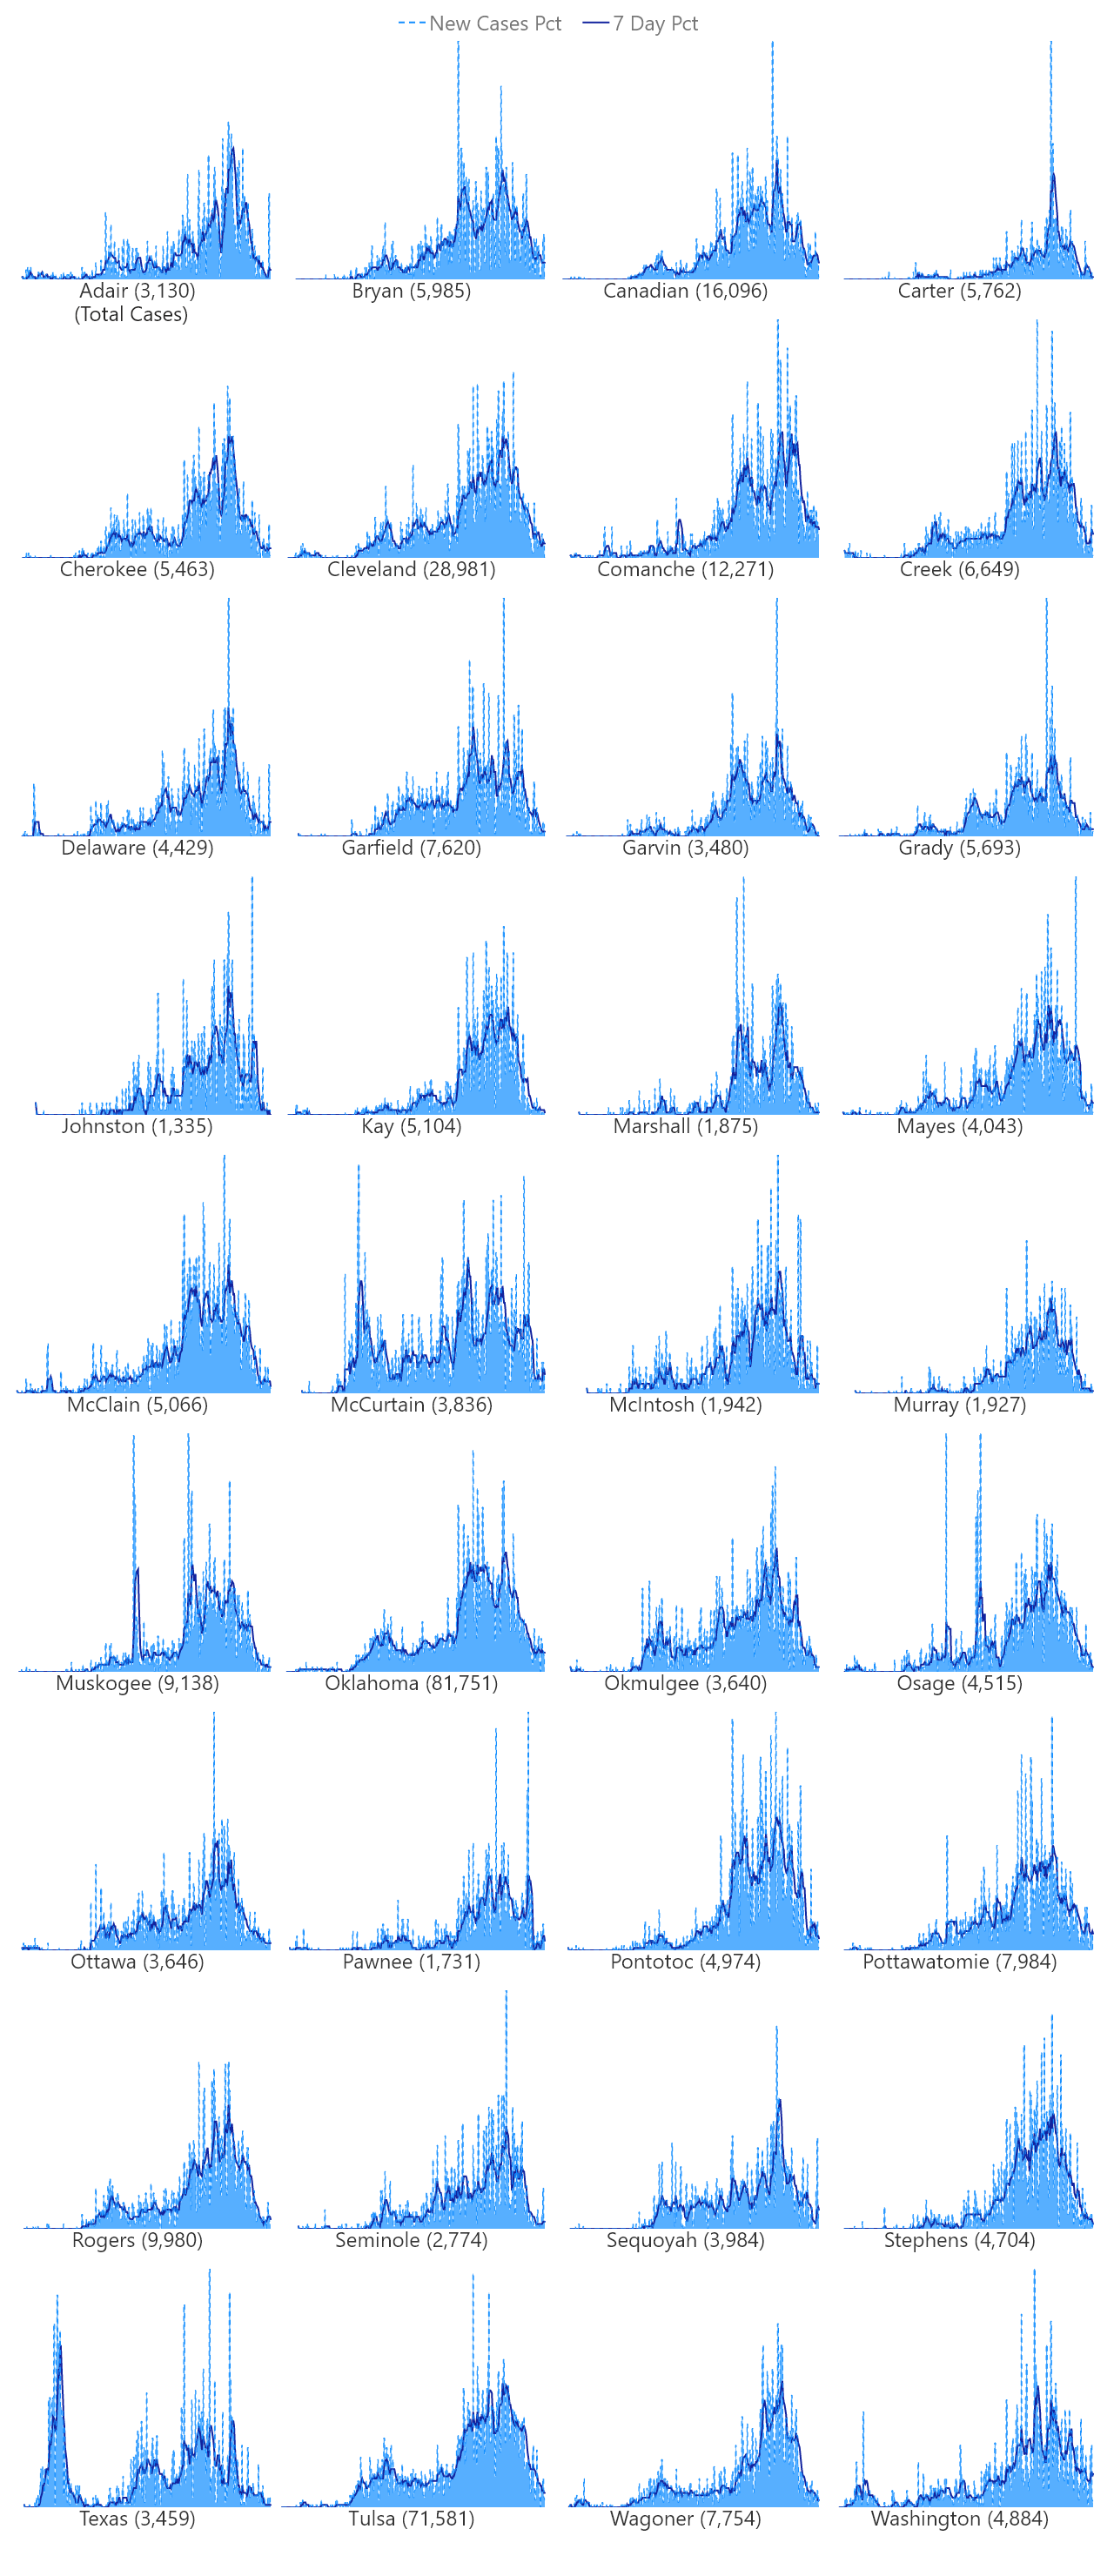 New Cases Pct 7 Day Pct
Adair (3,130) Bryan (5,985) Canadian (16,096) Carter (5,762)
(Total Cases)
Cherokee (5,463) Cleveland (28,981) Comanche (12,271) Creek (6,649)
Delaware (4,429) Garfield (7,620) Garvin (3,480) Grady (5,693)
Johnston (1,335) Kay (5,104) Marshall (1,875) Mayes (4,043)
McClain (5,066) McCurtain (3,836) McIntosh (1,942) Murray (1,927)
Muskogee (9,138) Oklahoma (81,751) Okmulgee (3,640) Osage (4,515)
Ottawa (3,646) Pawnee (1,731) Pontotoc (4,974) Pottawatomie (7,984)
Rogers (9,980) Seminole (2,774) Sequoyah (3,984) Stephens (4,704)
Texas (3,459) Tulsa (71,581) Wagoner (7,754) Washington (4,884)